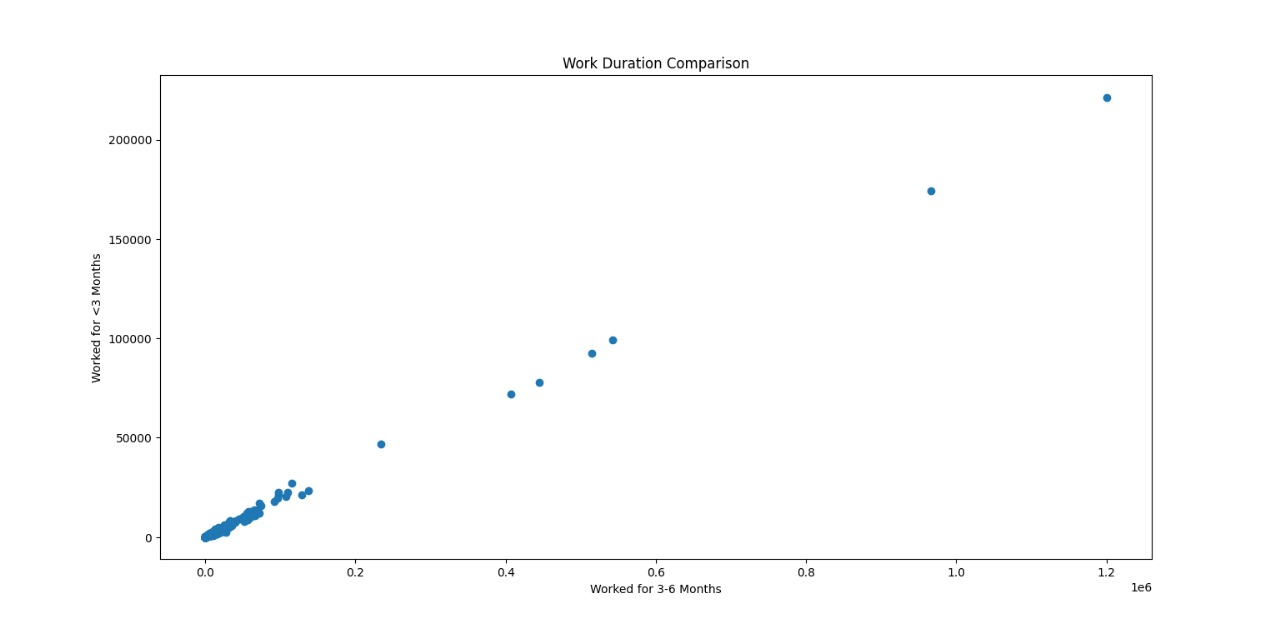 Work Duration Comparison
Worked for <3 Months
200000
150000
100000
50000
0
0.0 0.2 0.4 0.6 0.8 1.0 1.2
1e6
Worked for 3-6 Months